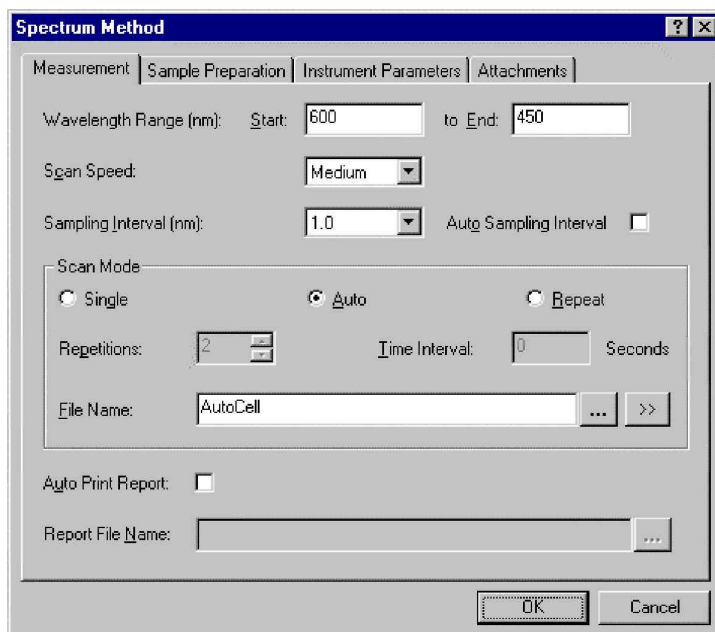 Spectrum Method
Measurement Sample Preparation Instrument Parameters Attachments
Wavelength Range (nm): Start: 600 to End: 450
Scan Speed: Medium
Sampling Interval (nm): 1.0 Auto Sampling Interval
Scan Mode
Single Auto Repeat
Repetitions: 2 Time Interval: 0 Seconds
File Name: AutoCell ... >>
Auto Print Report:
Report File Name: ...
OK Cancel